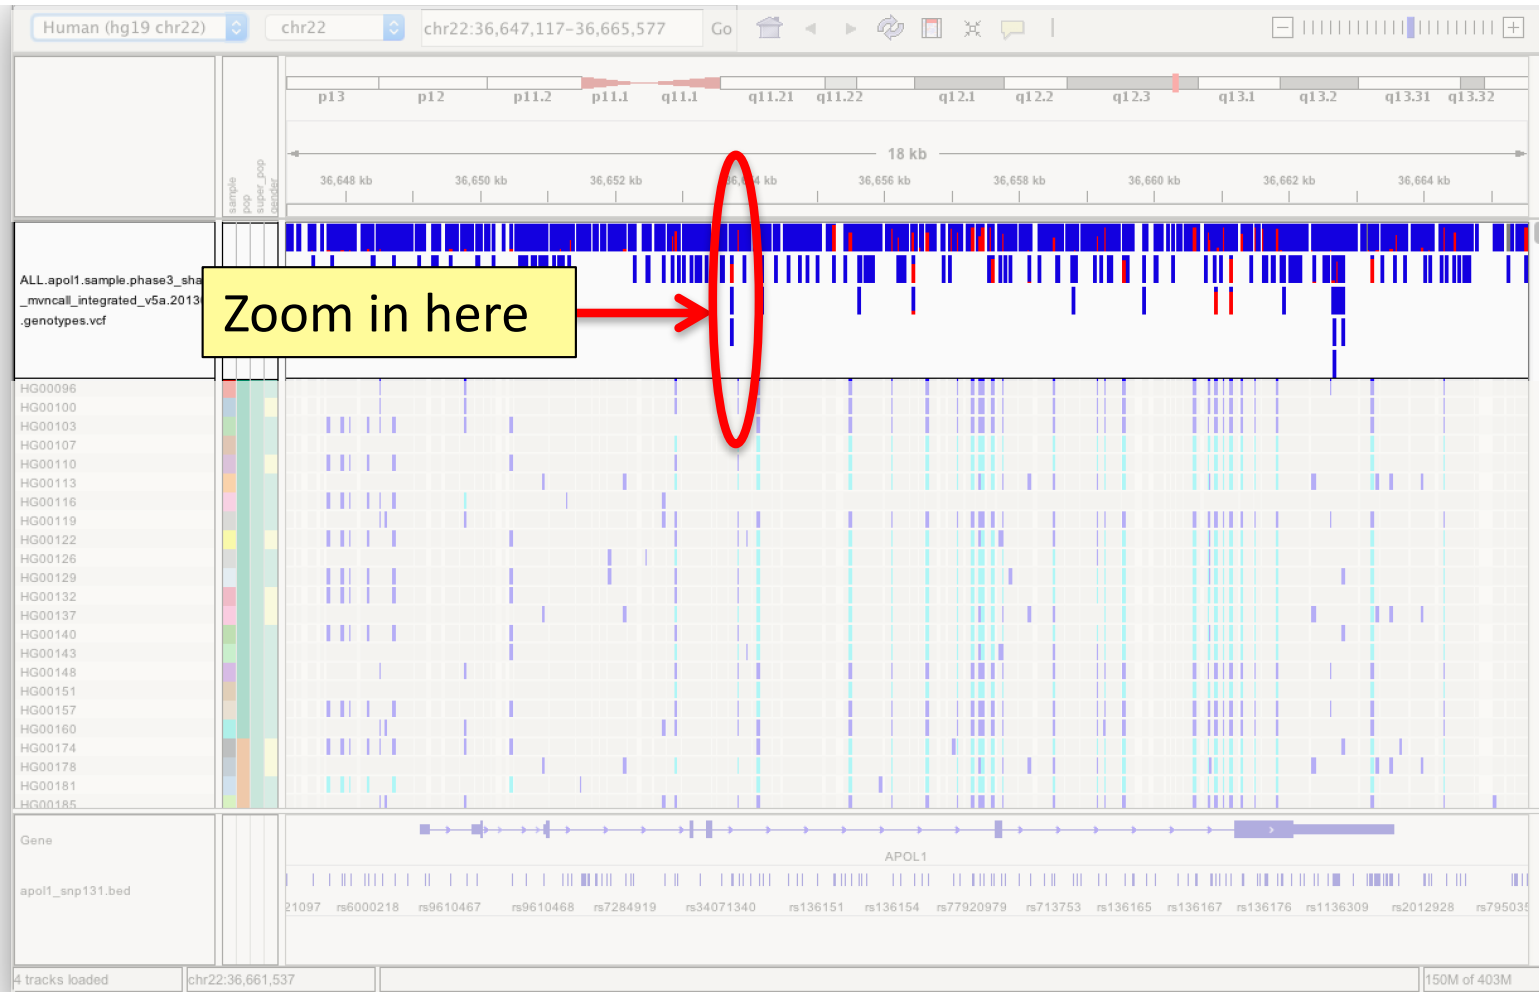 Human (hg19 chr22)
chr22
chr22:36,647,117-36,665,577
Go
p13 p12 p11.2 p11.1 q11.1 q11.21 q11.22 q12.1 q12.2 q12.3 q13.1 q13.2 q13.31 q13.32
18 kb
sample
pop
super_pop
gender
36,648 kb 36,650 kb 36,652 kb 36,656 kb 36,658 kb 36,660 kb 36,662 kb 36,664 kb
ALL.apol1.sample.phase3_sha
_mvncall_integrated_v5a.2013
.genotypes.vcf
Zoom in here
HG00096
HG00100
HG00103
HG00107
HG00110
HG00113
HG00116
HG00119
HG00122
HG00126
HG00129
HG00132
HG00137
HG00140
HG00143
HG00148
HG00151
HG00157
HG00160
HG00174
HG00178
HG00181
HG00185
Gene
APOL1
apol1_snp131.bed
21097 rs6000218 rs9610467 rs9610468 rs7284919 rs34071340 rs136151 rs136154 rs77920979 rs713753 rs136165 rs136167 rs136176 rs1136309 rs2012928 rs795035
4 tracks loaded
chr22:36,661,537
150M of 403M